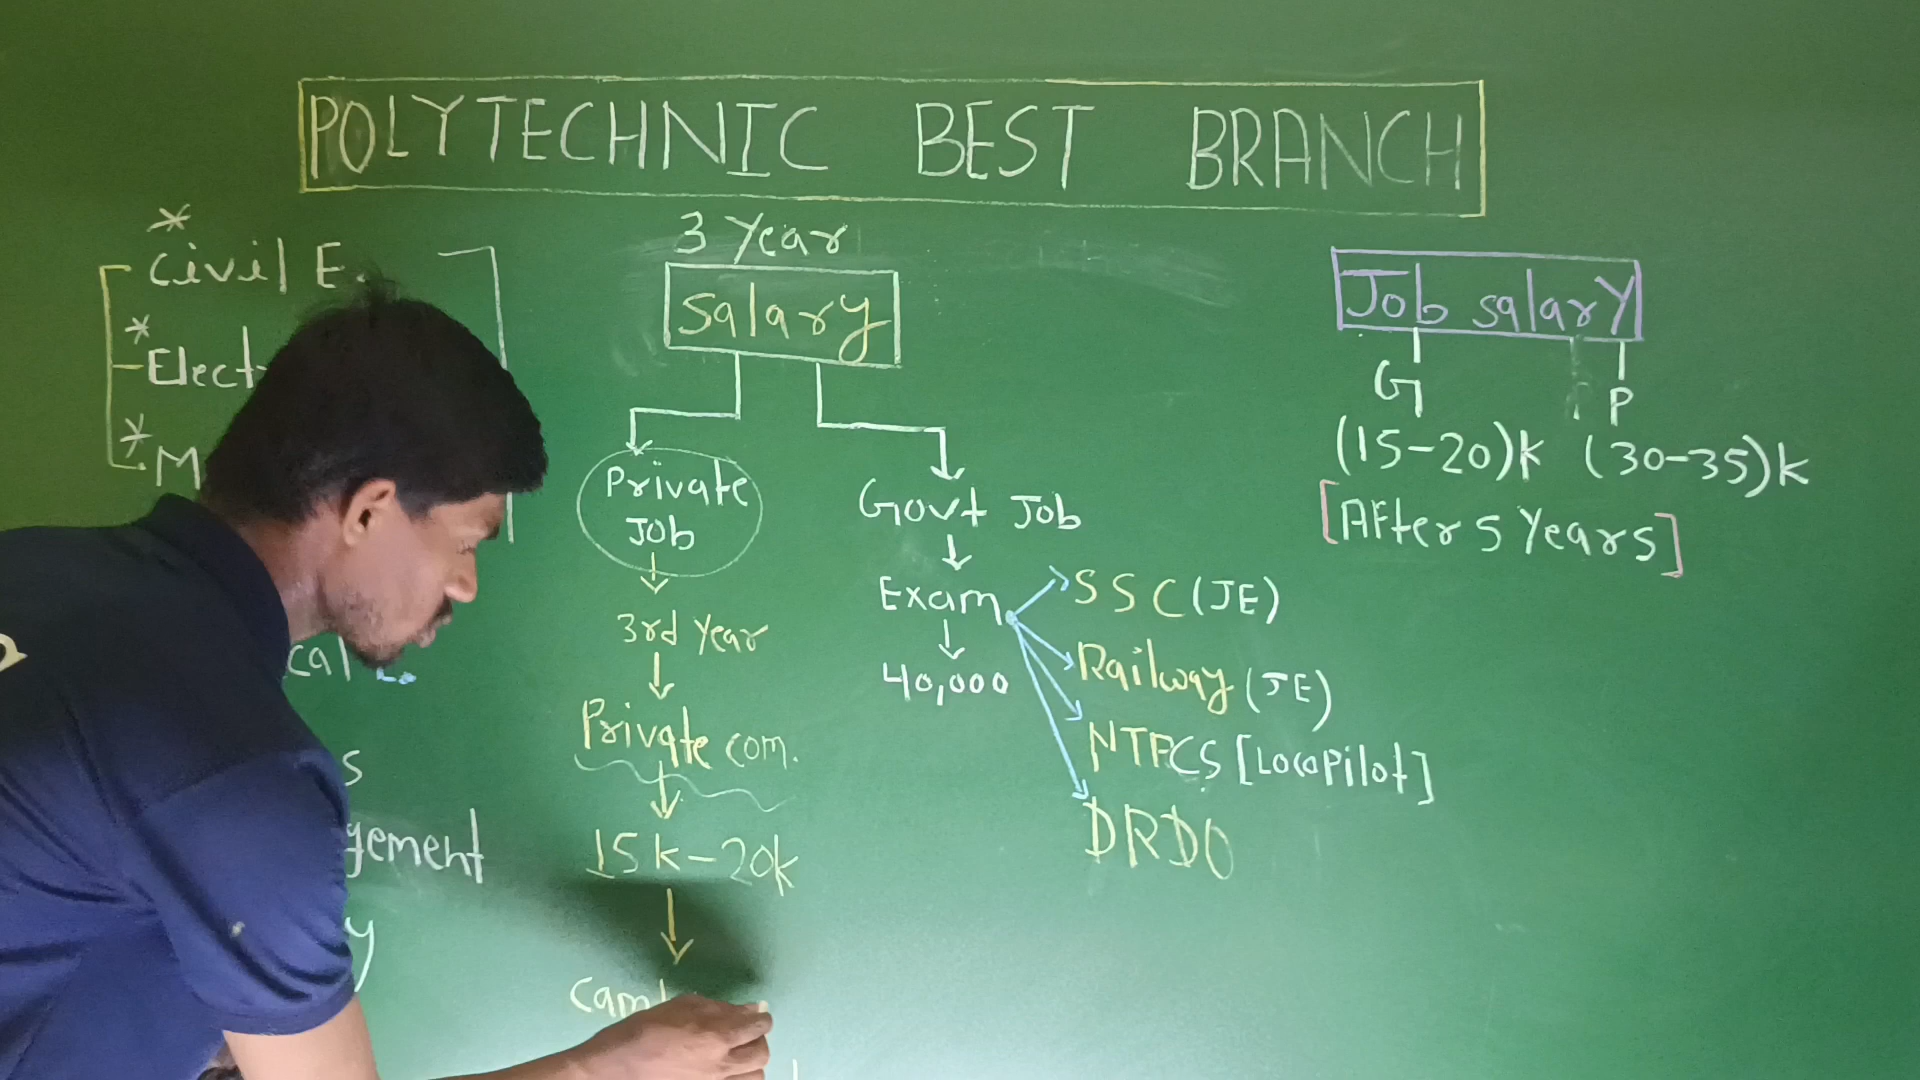 POLYTECHNIC BEST BRANCH
* Civil E.
* Elect
* M
cal
s
gement
y
3 Year
Salary
Private
JOB
3rd Year
Private com.
15k-20k
Govt Job
Exam
40,000
SSC (JE)
Railway (JE)
NTPCS [Locopilot]
DRDO
Job salary
G P
(15-20)k (30-35)k
[After 5 Years]